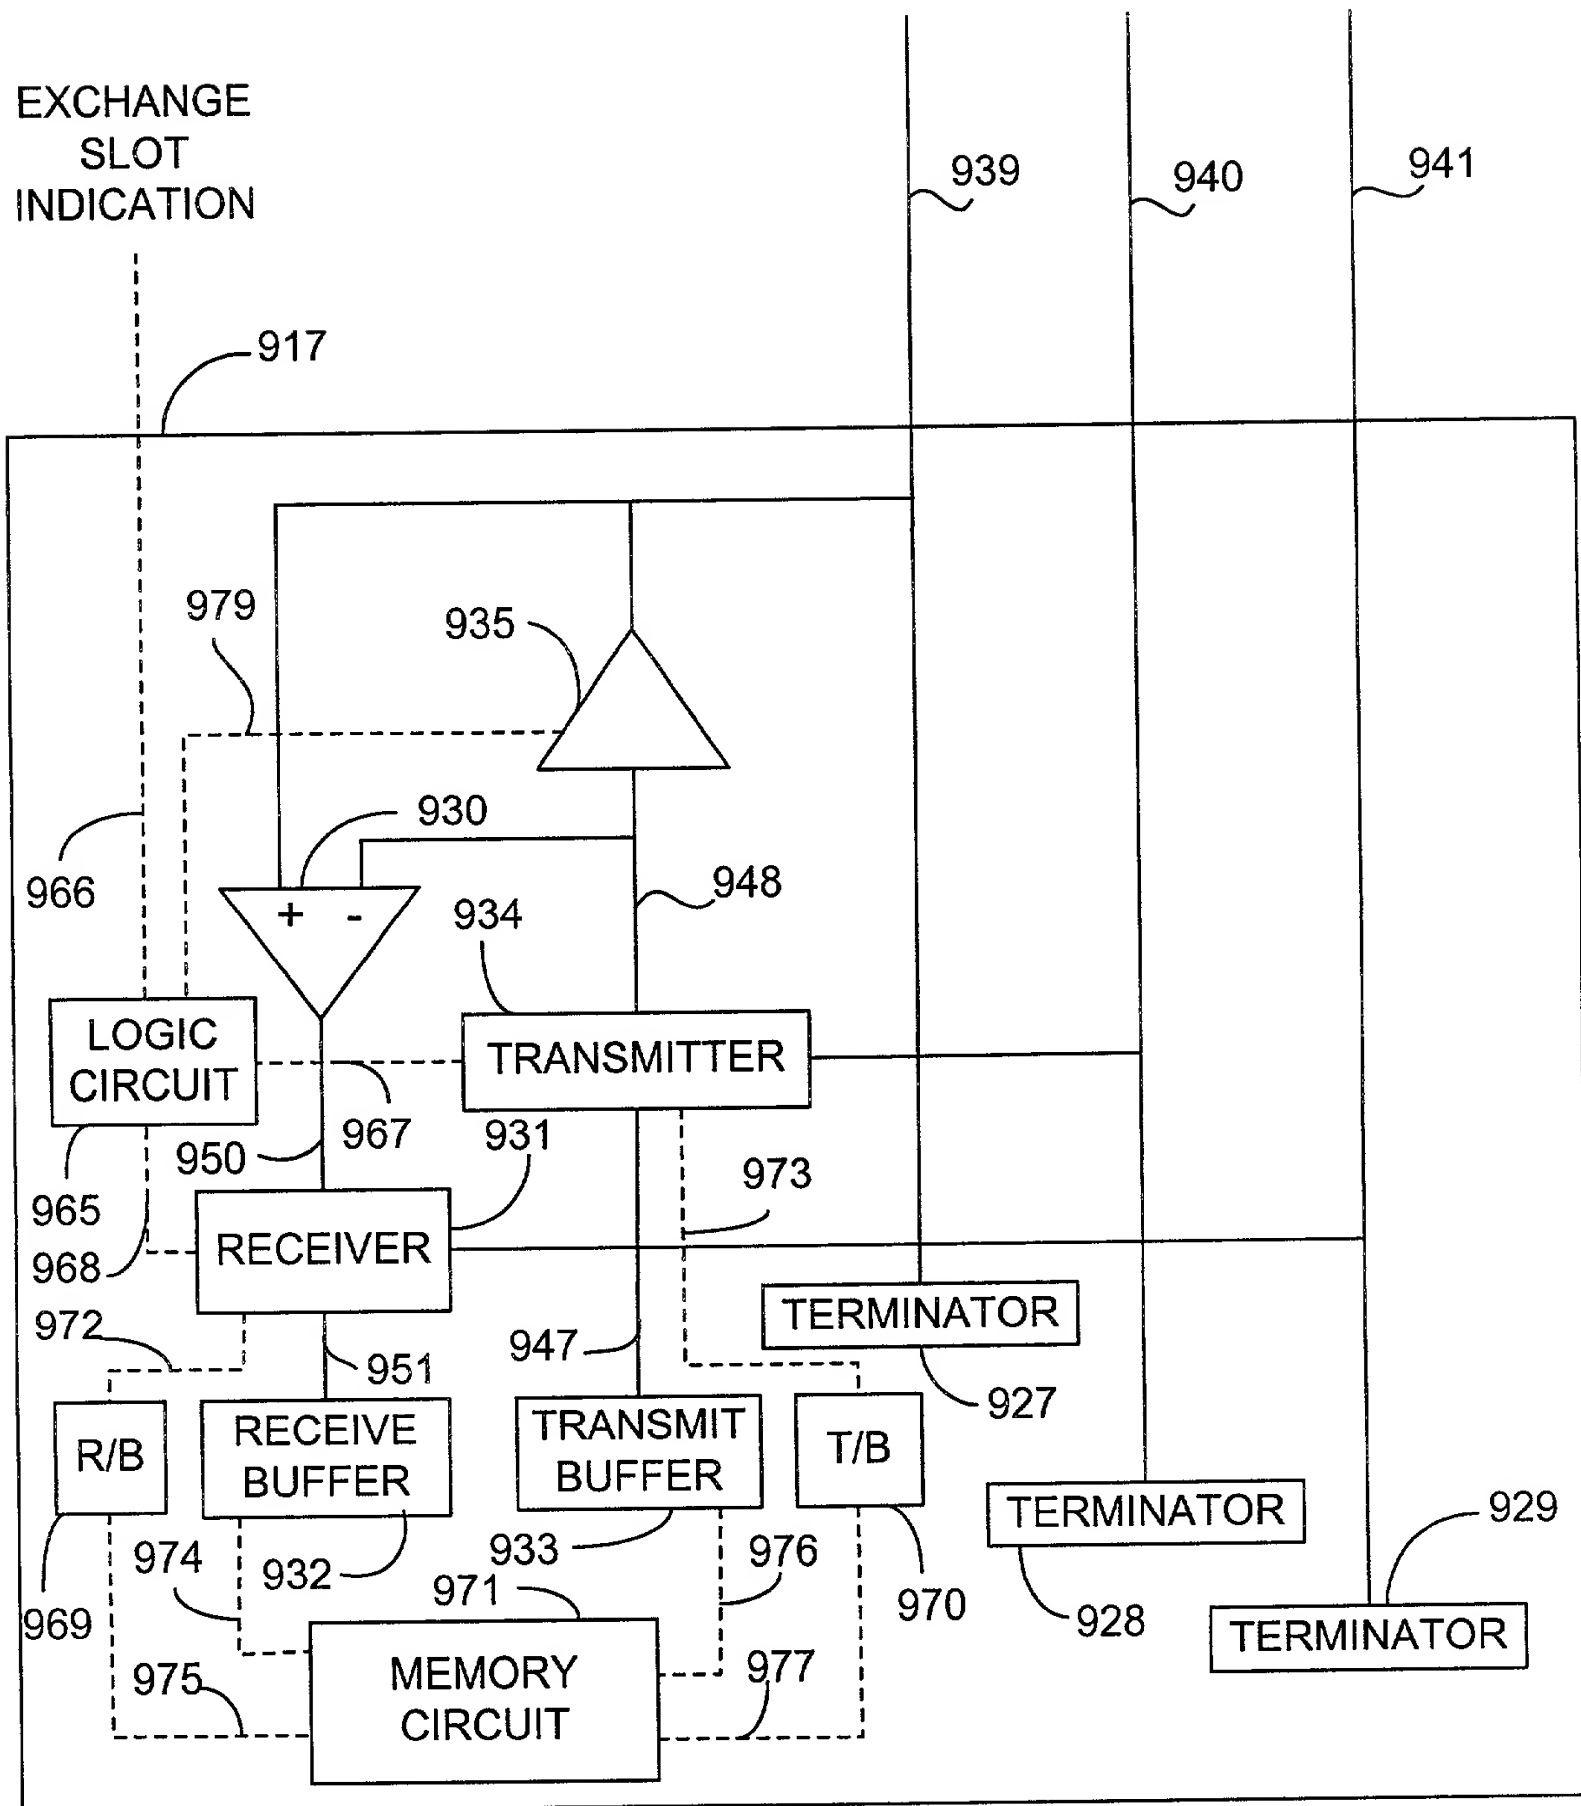 EXCHANGE
SLOT
INDICATION
939
940
941
917
979
935
930
966
948
934
+ -
LOGIC
CIRCUIT
TRANSMITTER
967
931
950
973
965
968
RECEIVER
972
951
947
TERMINATOR
927
R/B
RECEIVE
BUFFER
TRANSMIT
BUFFER
T/B
TERMINATOR
929
974
932
933
976
971
970
928
969
TERMINATOR
975
MEMORY
CIRCUIT
977